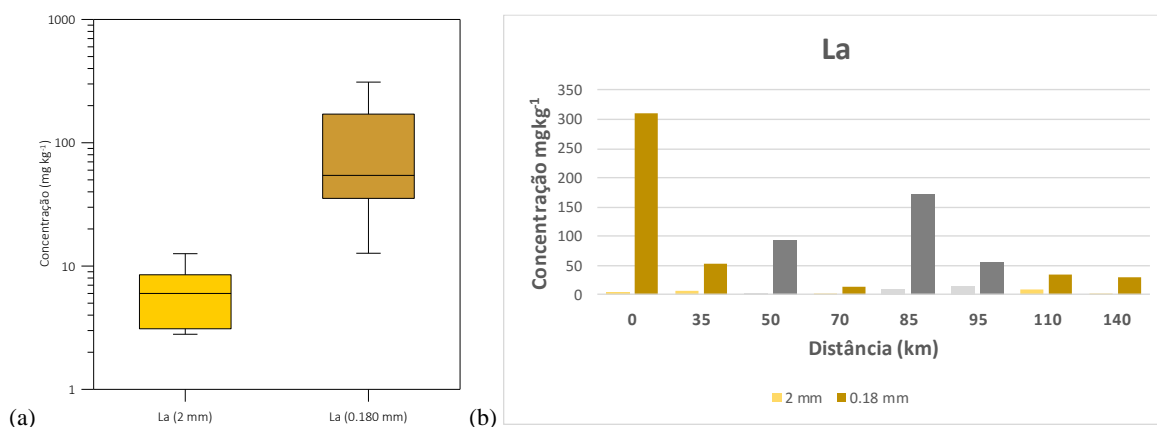 1000
100
10
1
Concentração (mg kg-1)
La (2 mm) La (0.180 mm)
(a)
(b)
La
Concentração mgkg-1
350
300
250
200
150
100
50
0
0 35 50 70 85 95 110 140
Distância (km)
2 mm 0.18 mm